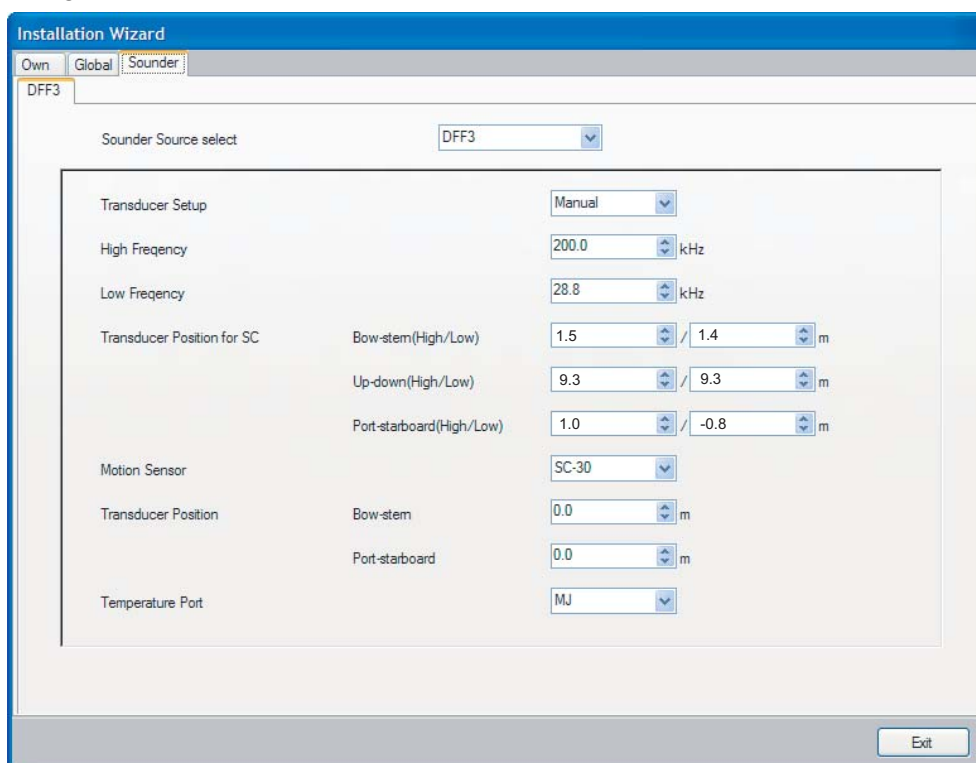 Installation Wizard
Own Global Sounder
DFF3
Sounder Source select DFF3
Transducer Setup Manual
High Freqency 200.0 kHz
Low Freqency 28.8 kHz
Transducer Position for SC Bow-stern(High/Low) 1.5 / 1.4 m
Up-down(High/Low) 9.3 / 9.3 m
Port-starboard(High/Low) 1.0 / -0.8 m
Motion Sensor SC-30
Transducer Position Bow-stern 0.0 m
Port-starboard 0.0 m
Temperature Port MJ
Exit